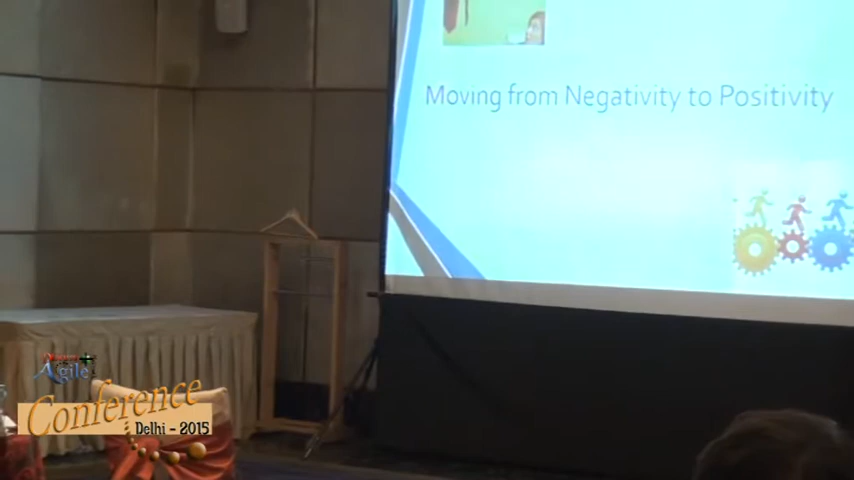 Moving from Negativity to Positivity
Agile
Conference
Delhi - 2015